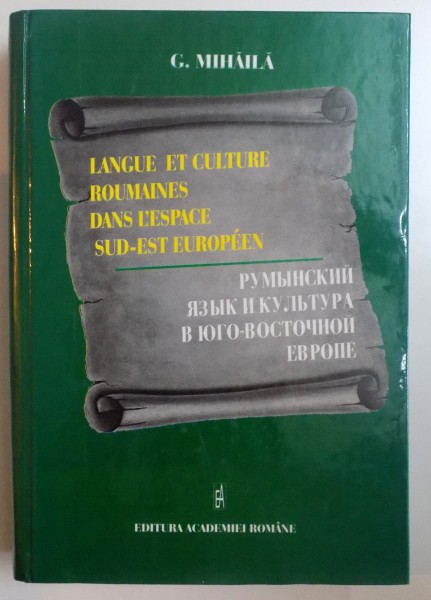 G. MIHĂILĂ
LANGUE ET CULTURE
ROUMAINES
DANS L'ESPACE
SUD-EST EUROPÉEN
РУМЫНСКИЙ
ЯЗЫК И КУЛЬТУРА
В ЮГО-ВОСТОЧНОЙ
ЕВРОПЕ
EA
EDITURA ACADEMIEI ROMÂNE